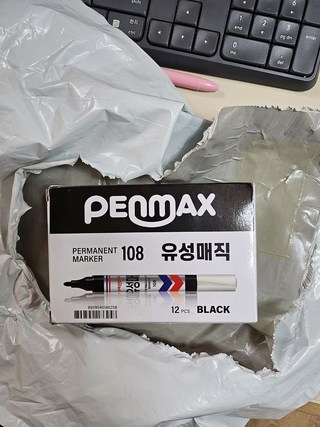 PENMAX
PERMANENT
MARKER
108 유성매직
12 PCS BLACK